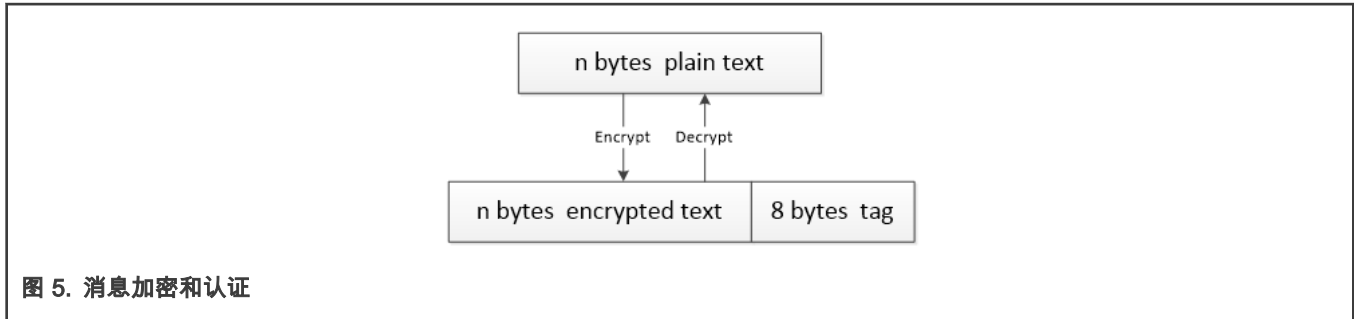 n bytes plain text
Encrypt Decrypt
n bytes encrypted text 8 bytes tag
图 5. 消息加密和认证